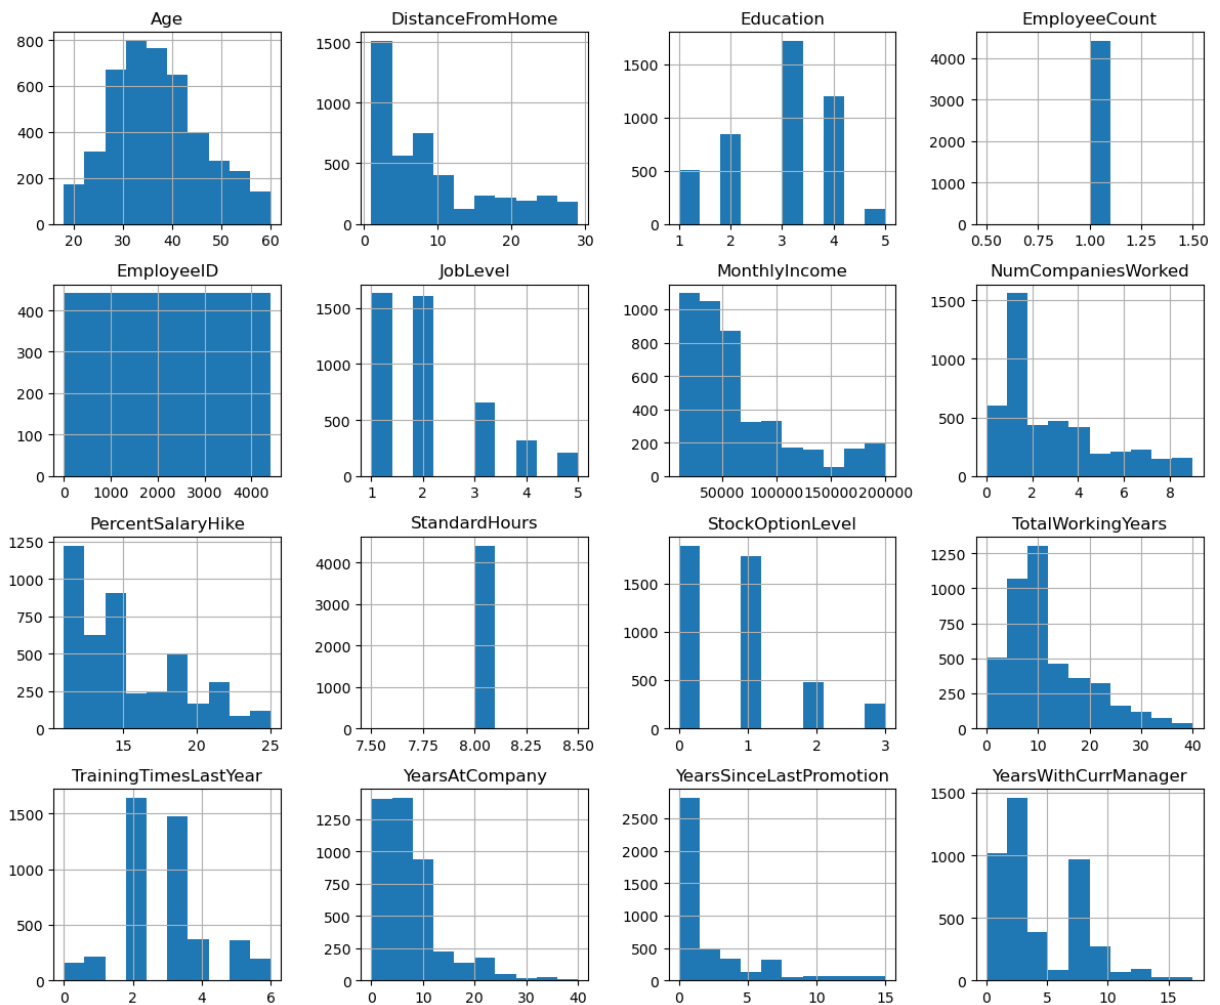 Age
DistanceFromHome
Education
EmployeeCount
800
600
400
200
0
20 30 40 50 60
1500
1000
500
0
0 10 20 30
1500
1000
500
0
1 2 3 4 5
4000
3000
2000
1000
0
0.50 0.75 1.00 1.25 1.50
EmployeeID
JobLevel
MonthlyIncome
NumCompaniesWorked
400
300
200
100
0
0 1000 2000 3000 4000
1500
1000
500
0
1 2 3 4 5
1000
800
600
400
200
0
50000 100000 150000 200000
1500
1000
500
0
0 2 4 6 8
PercentSalaryHike
StandardHours
StockOptionLevel
TotalWorkingYears
1250
1000
750
500
250
0
15 20 25
4000
3000
2000
1000
0
7.50 7.75 8.00 8.25 8.50
1500
1000
500
0
0 1 2 3
1250
1000
750
500
250
0
0 10 20 30 40
TrainingTimesLastYear
YearsAtCompany
YearsSinceLastPromotion
YearsWithCurrManager
1500
1000
500
0
0 2 4 6
1250
1000
750
500
250
0
0 10 20 30 40
2500
2000
1500
1000
500
0
0 5 10 15
1500
1000
500
0
0 5 10 15